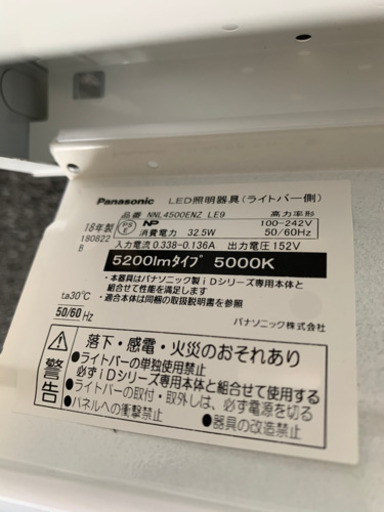 Panasonic LED照明器具(ライトバー側)
18年製 PS E 品番 NNL4500ENZ LE9 高力率形
180822 NP 100-242V
B 消費電力 32.5W 50/60Hz
入力電流 0.338-0.136A 出力電圧 152V
5200lmタイプ 5000K
・本器具はパナソニック製iDシリーズ専用本体と
組合せて性能を満足します。
・適合本体は同梱の取扱説明書を参照
ta30℃
50/60 Hz
パナソニック株式会社
警告
落下・感電・火災のおそれあり
●ライトバーの単独使用禁止
必ずiDシリーズ専用本体と組合せて使用する
●ライトバーの取付・取外しは、必ず電源を切る
●パネルへの衝撃禁止 ●器具の改造禁止